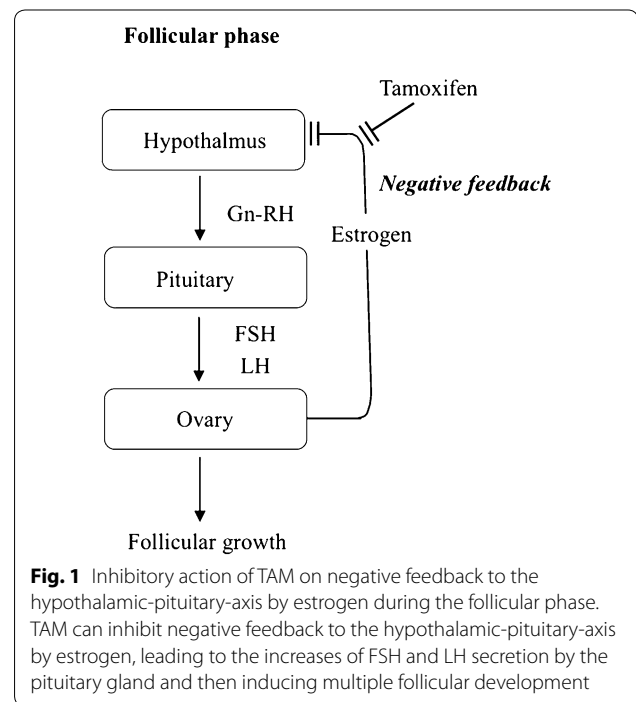 Follicular phase
Tamoxifen
Hypothalmus
Negative feedback
Gn-RH
Estrogen
Pituitary
FSH
LH
Ovary
Follicular growth
Fig. 1 Inhibitory action of TAM on negative feedback to the
hypothalamic-pituitary-axis by estrogen during the follicular phase.
TAM can inhibit negative feedback to the hypothalamic-pituitary-axis
by estrogen, leading to the increases of FSH and LH secretion by the
pituitary gland and then inducing multiple follicular development